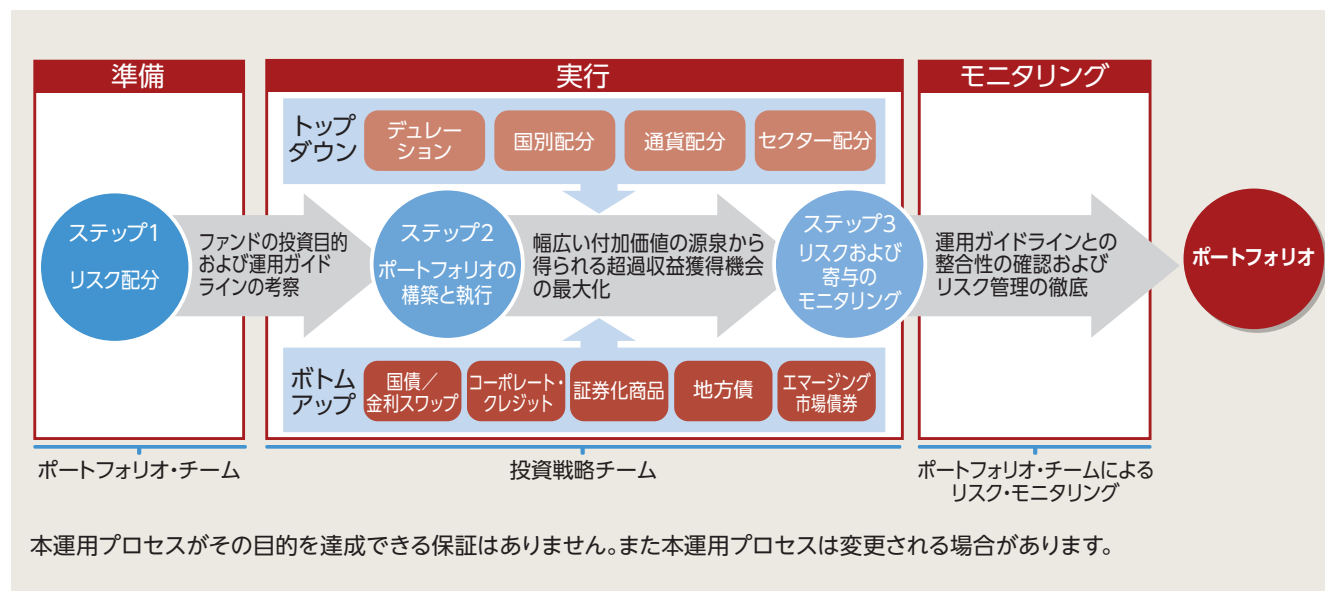 準備
実行
モニタリング
トップ
ダウン
デュレー
ション
国別配分
通貨配分
セクター配分
ステップ1
リスク配分
ファンドの投資目的
および運用ガイド
ラインの考察
ステップ2
ポートフォリオの
構築と執行
幅広い付加価値の源泉から
得られる超過収益獲得機会
の最大化
ステップ3
リスクおよび
寄与の
モニタリング
運用ガイドラインとの
整合性の確認および
リスク管理の徹底
ポートフォリオ
ボトム
アップ
国債／
金利スワップ
コーポレート・
クレジット
証券化商品
地方債
エマージング
市場債券
ポートフォリオ・チーム
投資戦略チーム
ポートフォリオ・チームによる
リスク・モニタリング
本運用プロセスがその目的を達成できる保証はありません。また本運用プロセスは変更される場合があります。